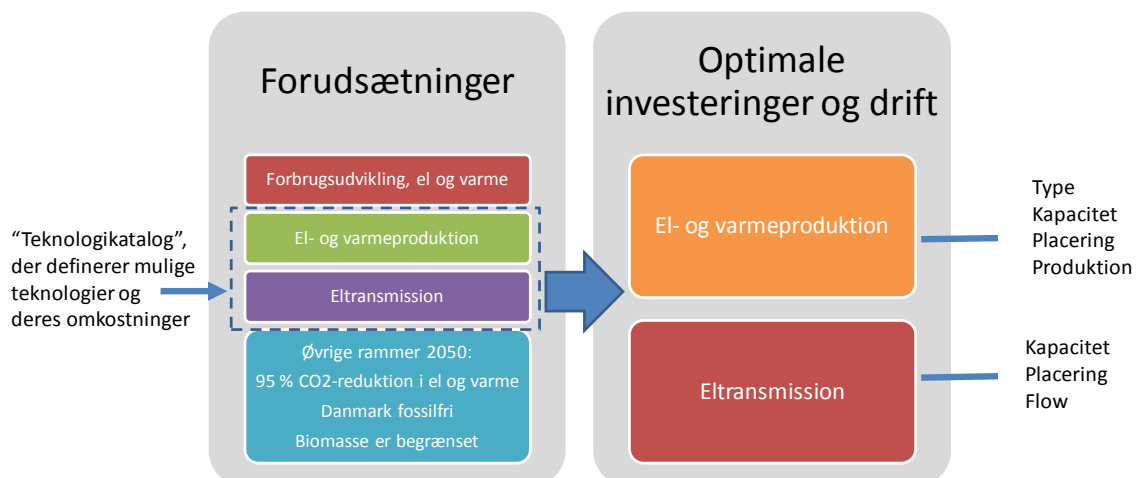 Forudsætninger
Forbrugsudvikling, el og varme
El- og varmeproduktion
Eltransmission
Øvrige rammer 2050:
95 % CO2-reduktion i el og varme
Danmark fossilfri
Biomasse er begrænset
“Teknologikatalog”,
der definerer mulige
teknologier og
deres omkostninger
Optimale
investeringer og drift
El- og varmeproduktion
Eltransmission
Type
Kapacitet
Placering
Produktion
Kapacitet
Placering
Flow